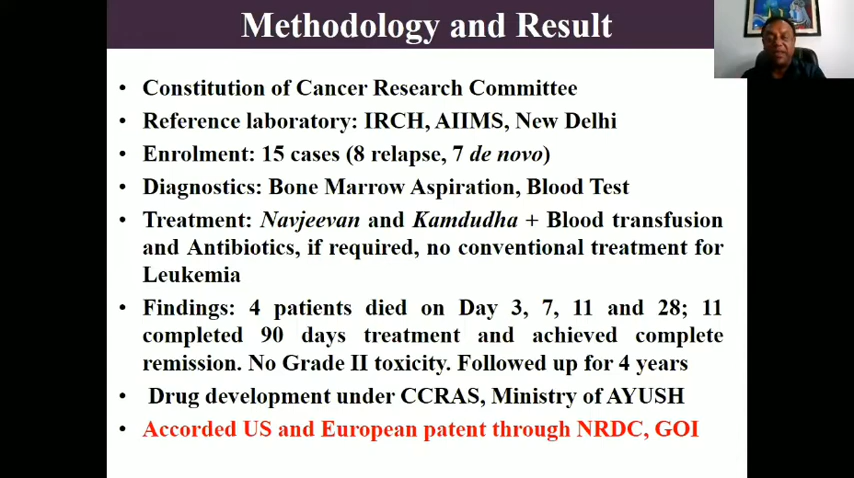 Methodology and Result
• Constitution of Cancer Research Committee
• Reference laboratory: IRCH, AIIMS, New Delhi
• Enrolment: 15 cases (8 relapse, 7 de novo)
• Diagnostics: Bone Marrow Aspiration, Blood Test
• Treatment: Navjeevan and Kamdudha + Blood transfusion
and Antibiotics, if required, no conventional treatment for
Leukemia
• Findings: 4 patients died on Day 3, 7, 11 and 28; 11
completed 90 days treatment and achieved complete
remission. No Grade II toxicity. Followed up for 4 years
• Drug development under CCRAS, Ministry of AYUSH
• Accorded US and European patent through NRDC, GOI